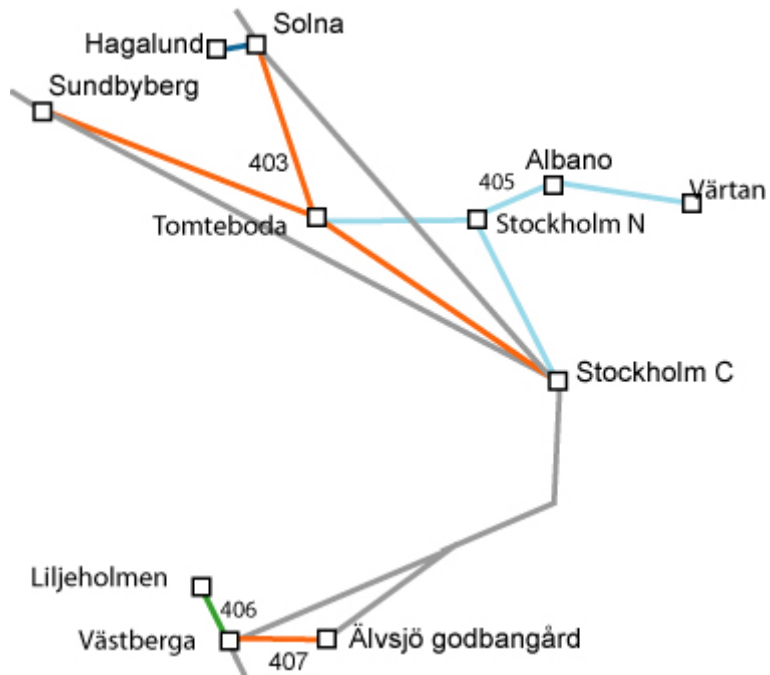 Solna
Hagalund
Sundbyberg
403
Albano
405
Värtan
Tomteboda
Stockholm N
Stockholm C
Liljeholmen
406
Västberga
Älvsjö godbangård
407